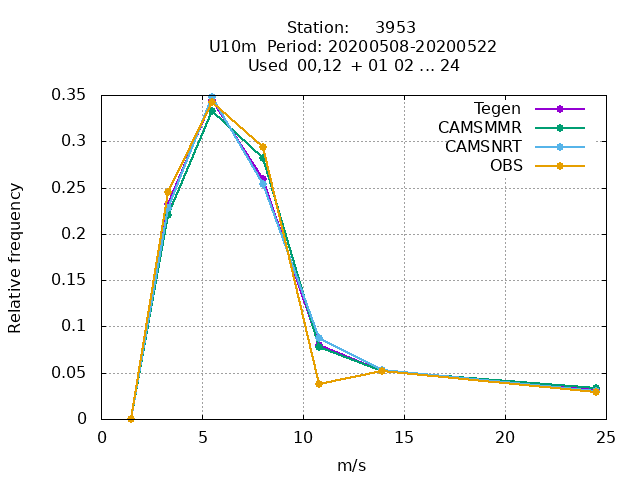 Station: 3953
U10m Period: 20200508-20200522
Used 00,12 + 01 02 ... 24
Relative frequency
0.35
0.3
0.25
0.2
0.15
0.1
0.05
0
Tegen
CAMSMMR
CAMSNRT
OBS
0 5 10 15 20 25
m/s